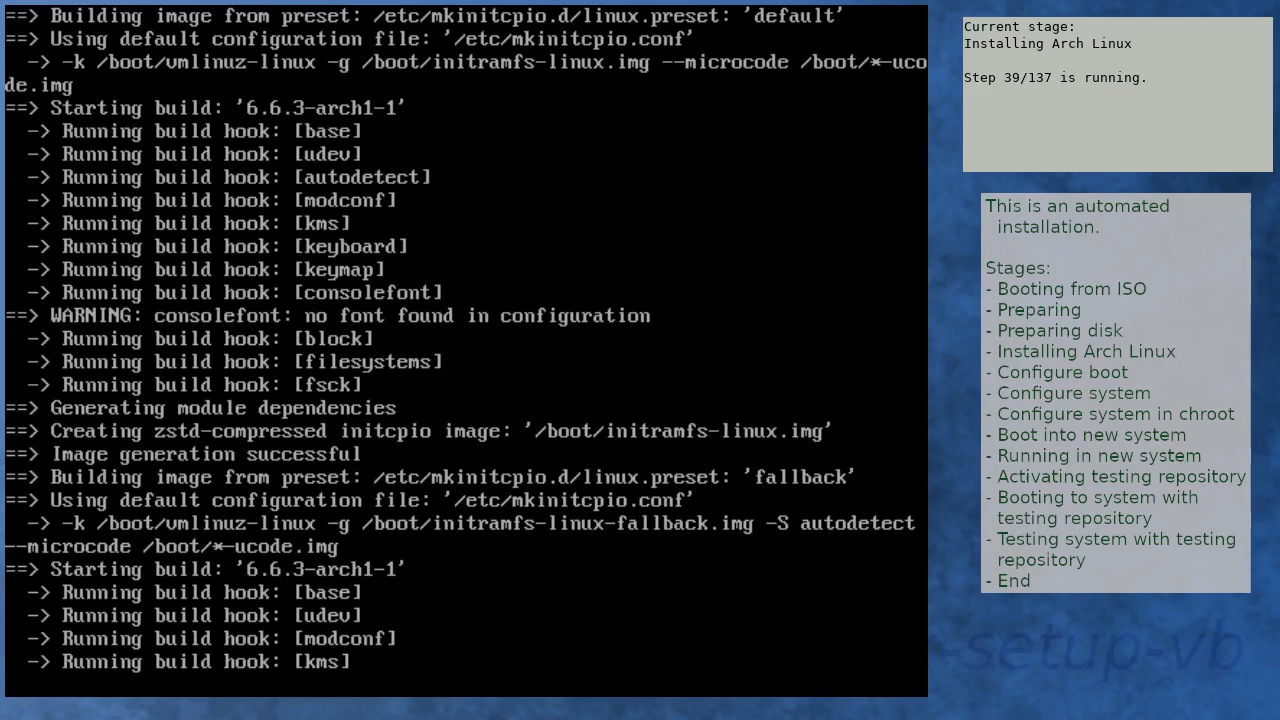 ==> Building image from preset: /etc/mkinitcpio.d/linux.preset: 'default'
==> Using default configuration file: '/etc/mkinitcpio.conf'
  -> -k /boot/vmlinuz-linux -g /boot/initramfs-linux.img --microcode /boot/*-uco
de.img
==> Starting build: '6.6.3-arch1-1'
  -> Running build hook: [base]
  -> Running build hook: [udev]
  -> Running build hook: [autodetect]
  -> Running build hook: [modconf]
  -> Running build hook: [kms]
  -> Running build hook: [keyboard]
  -> Running build hook: [keymap]
  -> Running build hook: [consolefont]
==> WARNING: consolefont: no font found in configuration
  -> Running build hook: [block]
  -> Running build hook: [filesystems]
  -> Running build hook: [fsck]
==> Generating module dependencies
==> Creating zstd-compressed initcpio image: '/boot/initramfs-linux.img'
==> Image generation successful
==> Building image from preset: /etc/mkinitcpio.d/linux.preset: 'fallback'
==> Using default configuration file: '/etc/mkinitcpio.conf'
  -> -k /boot/vmlinuz-linux -g /boot/initramfs-linux-fallback.img -S autodetect
--microcode /boot/*-ucode.img
==> Starting build: '6.6.3-arch1-1'
  -> Running build hook: [base]
  -> Running build hook: [udev]
  -> Running build hook: [modconf]
  -> Running build hook: [kms]
Current stage:
Installing Arch Linux
Step 39/137 is running.
This is an automated
installation.
Stages:
- Booting from ISO
- Preparing
- Preparing disk
- Installing Arch Linux
- Configure boot
- Configure system
- Configure system in chroot
- Boot into new system
- Running in new system
- Activating testing repository
- Booting to system with
testing repository
- Testing system with testing
repository
- End
-setup-vb